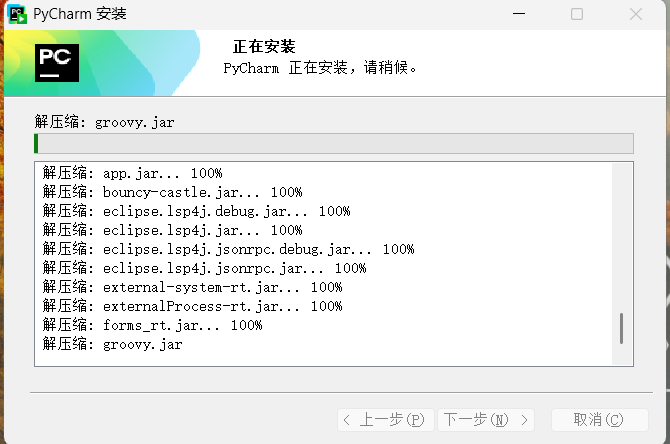 PyCharm 安装
PC
正在安装
PyCharm 正在安装，请稍候。
解压缩: groovy.jar
解压缩: app.jar... 100%
解压缩: bouncy-castle.jar... 100%
解压缩: eclipse.lsp4j.debug.jar... 100%
解压缩: eclipse.lsp4j.jar... 100%
解压缩: eclipse.lsp4j.jsonrpc.debug.jar... 100%
解压缩: eclipse.lsp4j.jsonrpc.jar... 100%
解压缩: external-system-rt.jar... 100%
解压缩: externalProcess-rt.jar... 100%
解压缩: forms_rt.jar... 100%
解压缩: groovy.jar
< 上一步(P) 下一步(N) > 取消(C)